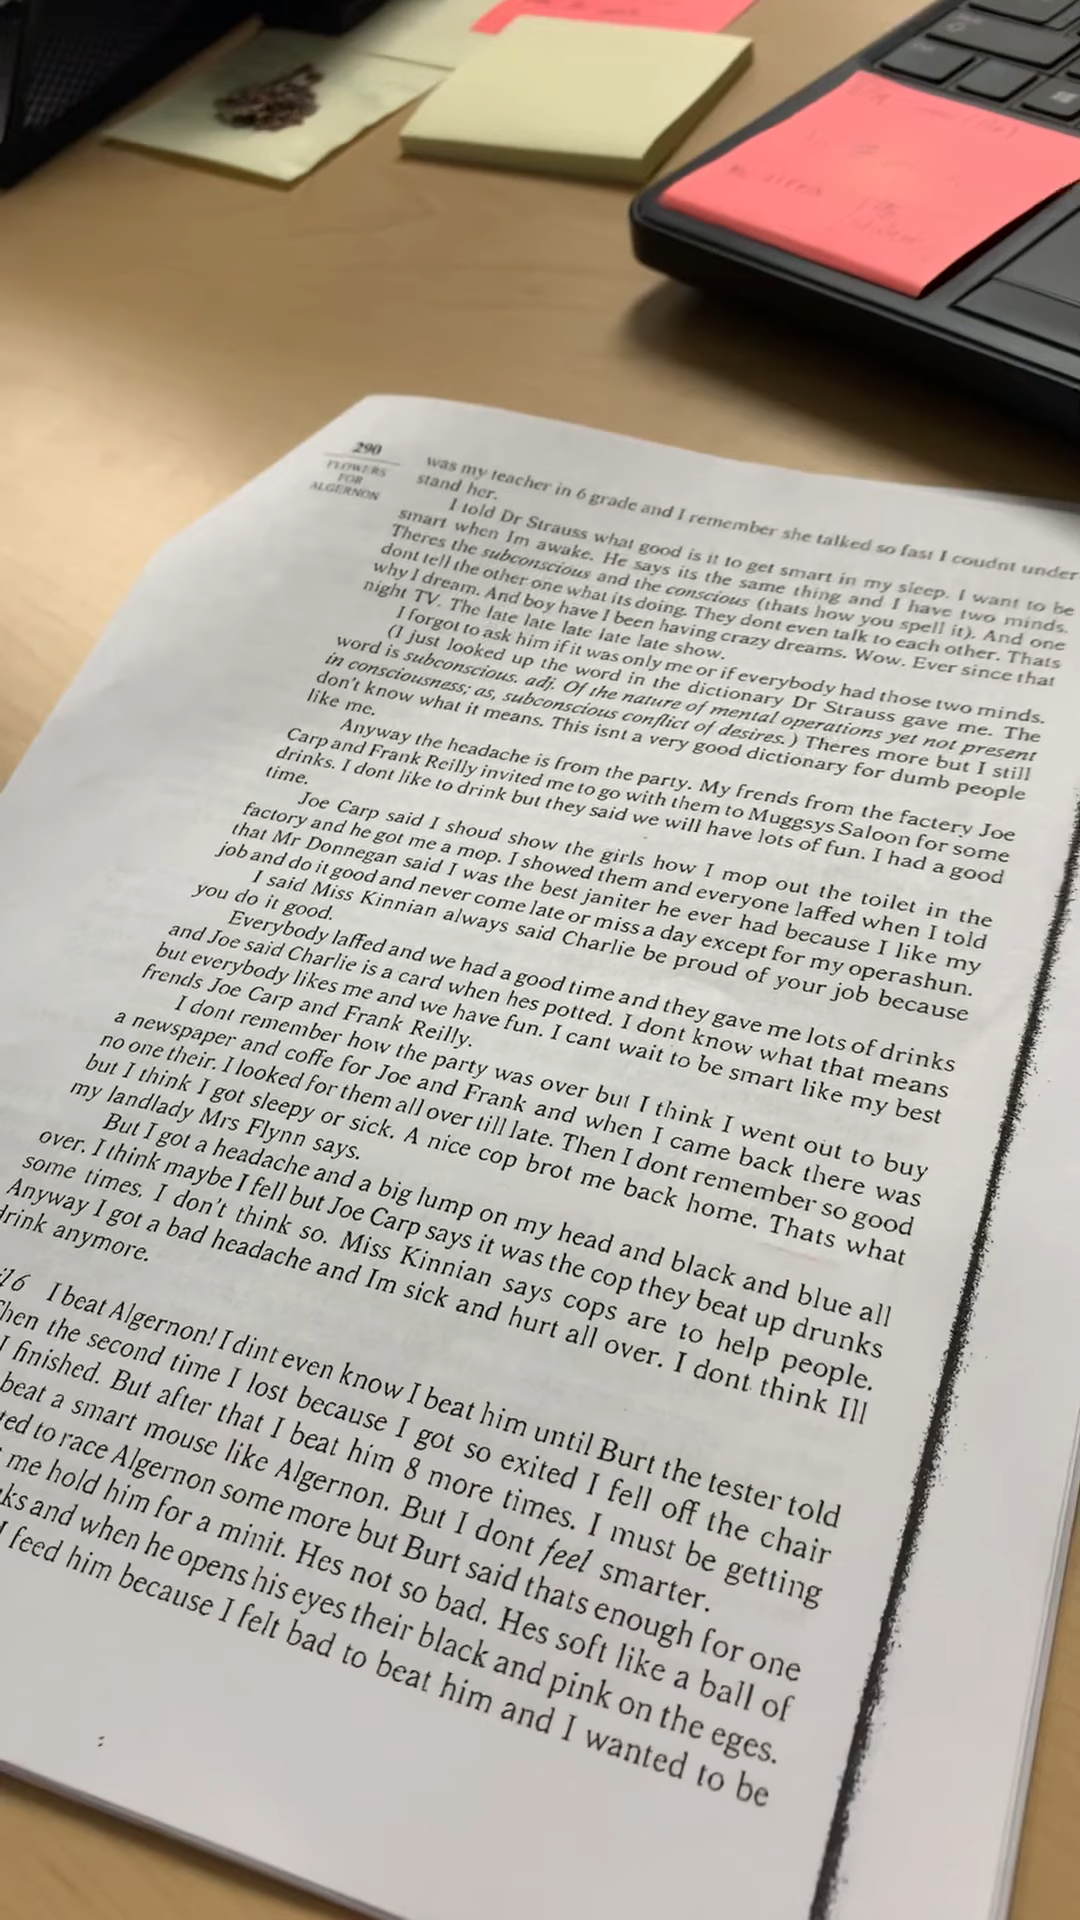 290
FLOWERS
FOR
ALGERNON
was my teacher in 6 grade and I remember she talked so fast I coudnt under
stand her.
I told Dr Strauss what good is it to get smart in my sleep. I want to be
smart when Im awake. He says its the same thing and I have two minds.
Theres the subconscious and the conscious (thats how you spell it). And one
dont tell the other one what its doing. They dont even talk to each other. Thats
why I dream. And boy have I been having crazy dreams. Wow. Ever since that
night TV. The late late late late late show.
I forgot to ask him if it was only me or if everybody had those two minds.
(I just looked up the word in the dictionary Dr Strauss gave me. The
word is subconscious. adj. Of the nature of mental operations yet not present
in consciousness; as, subconscious conflict of desires.) Theres more but I still
don't know what it means. This isnt a very good dictionary for dumb people
like me.
Anyway the headache is from the party. My frends from the factery Joe
Carp and Frank Reilly invited me to go with them to Muggsys Saloon for some
drinks. I dont like to drink but they said we will have lots of fun. I had a good
time.
Joe Carp said I shoud show the girls how I mop out the toilet in the
factory and he got me a mop. I showed them and everyone laffed when I told
that Mr Donnegan said I was the best janiter he ever had because I like my
job and do it good and never come late or miss a day except for my operashun.
I said Miss Kinnian always said Charlie be proud of your job because
you do it good.
Everybody laffed and we had a good time and they gave me lots of drinks
and Joe said Charlie is a card when hes potted. I dont know what that means
but everybody likes me and we have fun. I cant wait to be smart like my best
frends Joe Carp and Frank Reilly.
I dont remember how the party was over but I think I went out to buy
a newspaper and coffe for Joe and Frank and when I came back there was
no one their. I looked for them all over till late. Then I dont remember so good
but I think I got sleepy or sick. A nice cop brot me back home. Thats what
my landlady Mrs Flynn says.
But I got a headache and a big lump on my head and black and blue all
over. I think maybe I fell but Joe Carp says it was the cop they beat up drunks
some times. I don't think so. Miss Kinnian says cops are to help people.
Anyway I got a bad headache and Im sick and hurt all over. I dont think Ill
drink anymore.
16 I beat Algernon! I dint even know I beat him until Burt the tester told
Then the second time I lost because I got so exited I fell off the chair
I finished. But after that I beat him 8 more times. I must be getting
beat a smart mouse like Algernon. But I dont feel smarter.
ted to race Algernon some more but Burt said thats enough for one
me hold him for a minit. Hes not so bad. Hes soft like a ball of
ks and when he opens his eyes their black and pink on the eges.
I feed him because I felt bad to beat him and I wanted to be